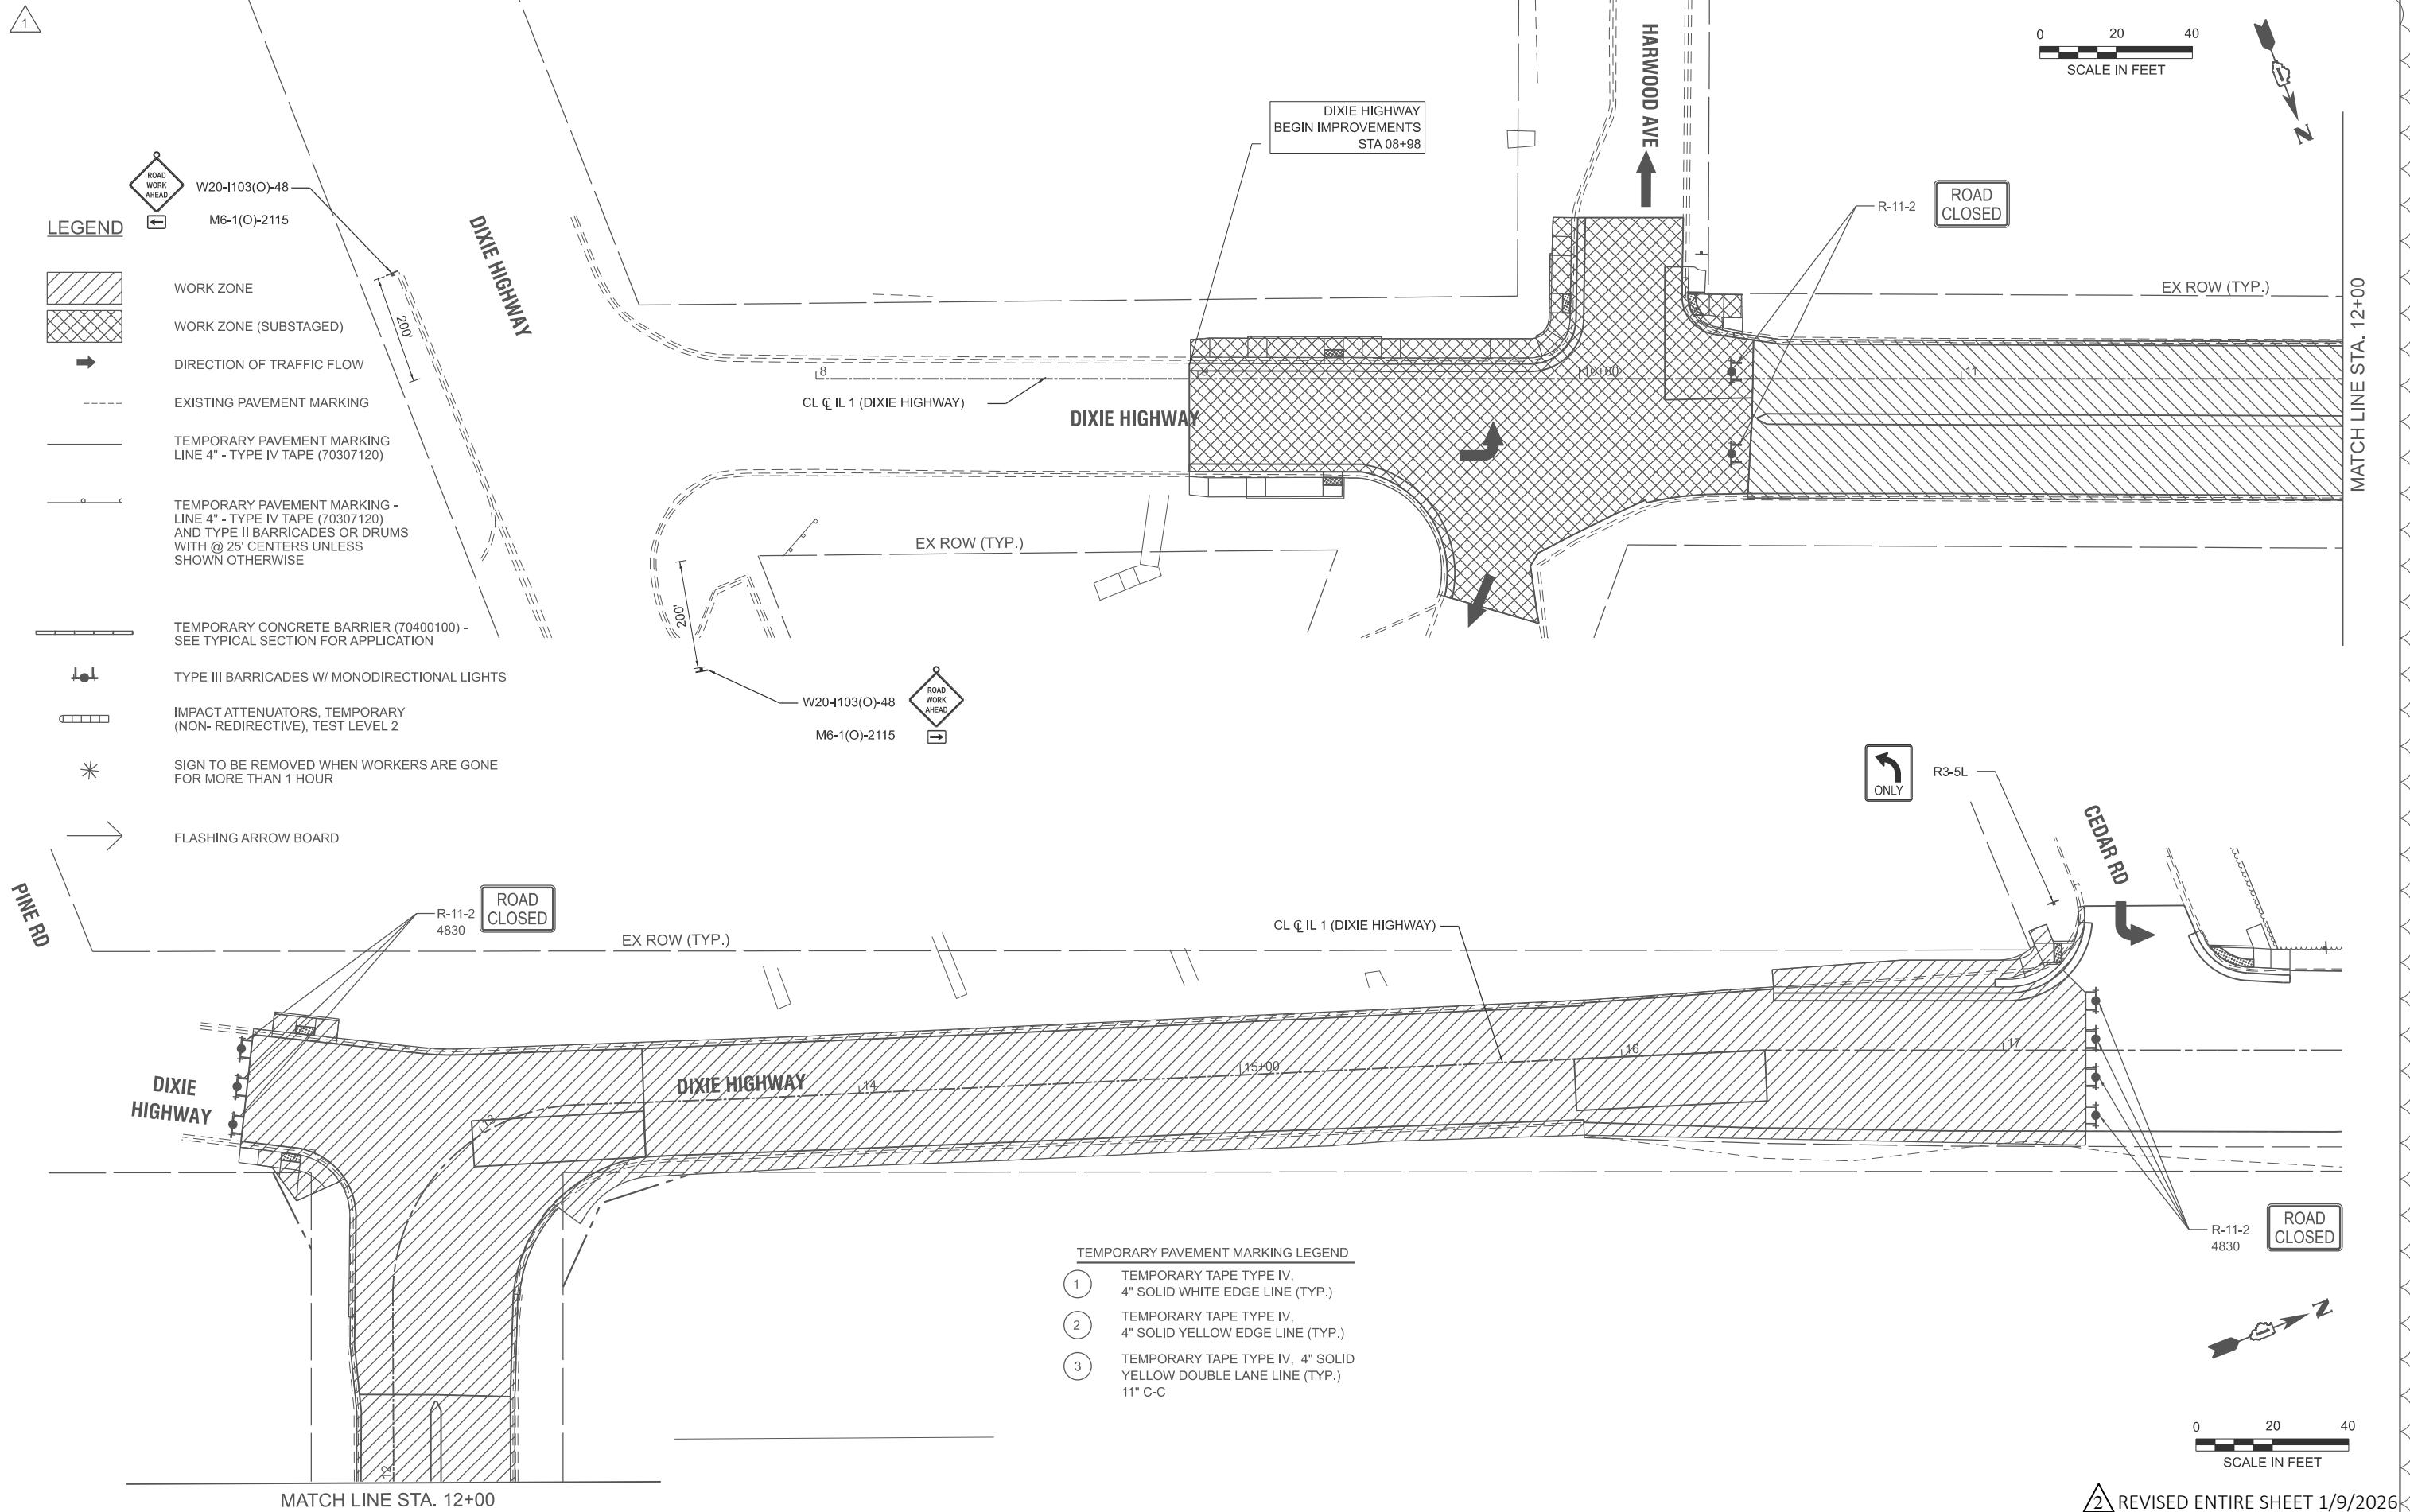 1
HARWOOD AVE
0 20 40
SCALE IN FEET
N
DIXIE HIGHWAY
BEGIN IMPROVEMENTS
STA 08+98
ROAD
WORK
AHEAD
W20-I103(O)-48
M6-1(O)-2115
LEGEND
WORK ZONE
WORK ZONE (SUBSTAGED)
DIRECTION OF TRAFFIC FLOW
EXISTING PAVEMENT MARKING
TEMPORARY PAVEMENT MARKING
LINE 4" - TYPE IV TAPE (70307120)
TEMPORARY PAVEMENT MARKING -
LINE 4" - TYPE IV TAPE (70307120)
AND TYPE II BARRICADES OR DRUMS
WITH @ 25' CENTERS UNLESS
SHOWN OTHERWISE
TEMPORARY CONCRETE BARRIER (70400100) -
SEE TYPICAL SECTION FOR APPLICATION
TYPE III BARRICADES W/ MONODIRECTIONAL LIGHTS
IMPACT ATTENUATORS, TEMPORARY
(NON- REDIRECTIVE), TEST LEVEL 2
SIGN TO BE REMOVED WHEN WORKERS ARE GONE
FOR MORE THAN 1 HOUR
FLASHING ARROW BOARD
DIXIE HIGHWAY
200'
R-11-2
ROAD
CLOSED
EX ROW (TYP.)
MATCH LINE STA. 12+00
8
9
10+00
11
CL ℄ IL 1 (DIXIE HIGHWAY)
DIXIE HIGHWAY
EX ROW (TYP.)
200'
W20-I103(O)-48
M6-1(O)-2115
ROAD
WORK
AHEAD
ONLY
R3-5L
CEDAR RD
PINE RD
R-11-2
4830
ROAD
CLOSED
EX ROW (TYP.)
CL ℄ IL 1 (DIXIE HIGHWAY)
DIXIE
HIGHWAY
DIXIE HIGHWAY
12
13
14
15+00
16
17
R-11-2
4830
ROAD
CLOSED
TEMPORARY PAVEMENT MARKING LEGEND
1
TEMPORARY TAPE TYPE IV,
4" SOLID WHITE EDGE LINE (TYP.)
2
TEMPORARY TAPE TYPE IV,
4" SOLID YELLOW EDGE LINE (TYP.)
3
TEMPORARY TAPE TYPE IV, 4" SOLID
YELLOW DOUBLE LANE LINE (TYP.)
11" C-C
N
0 20 40
SCALE IN FEET
MATCH LINE STA. 12+00
2 REVISED ENTIRE SHEET 1/9/2026